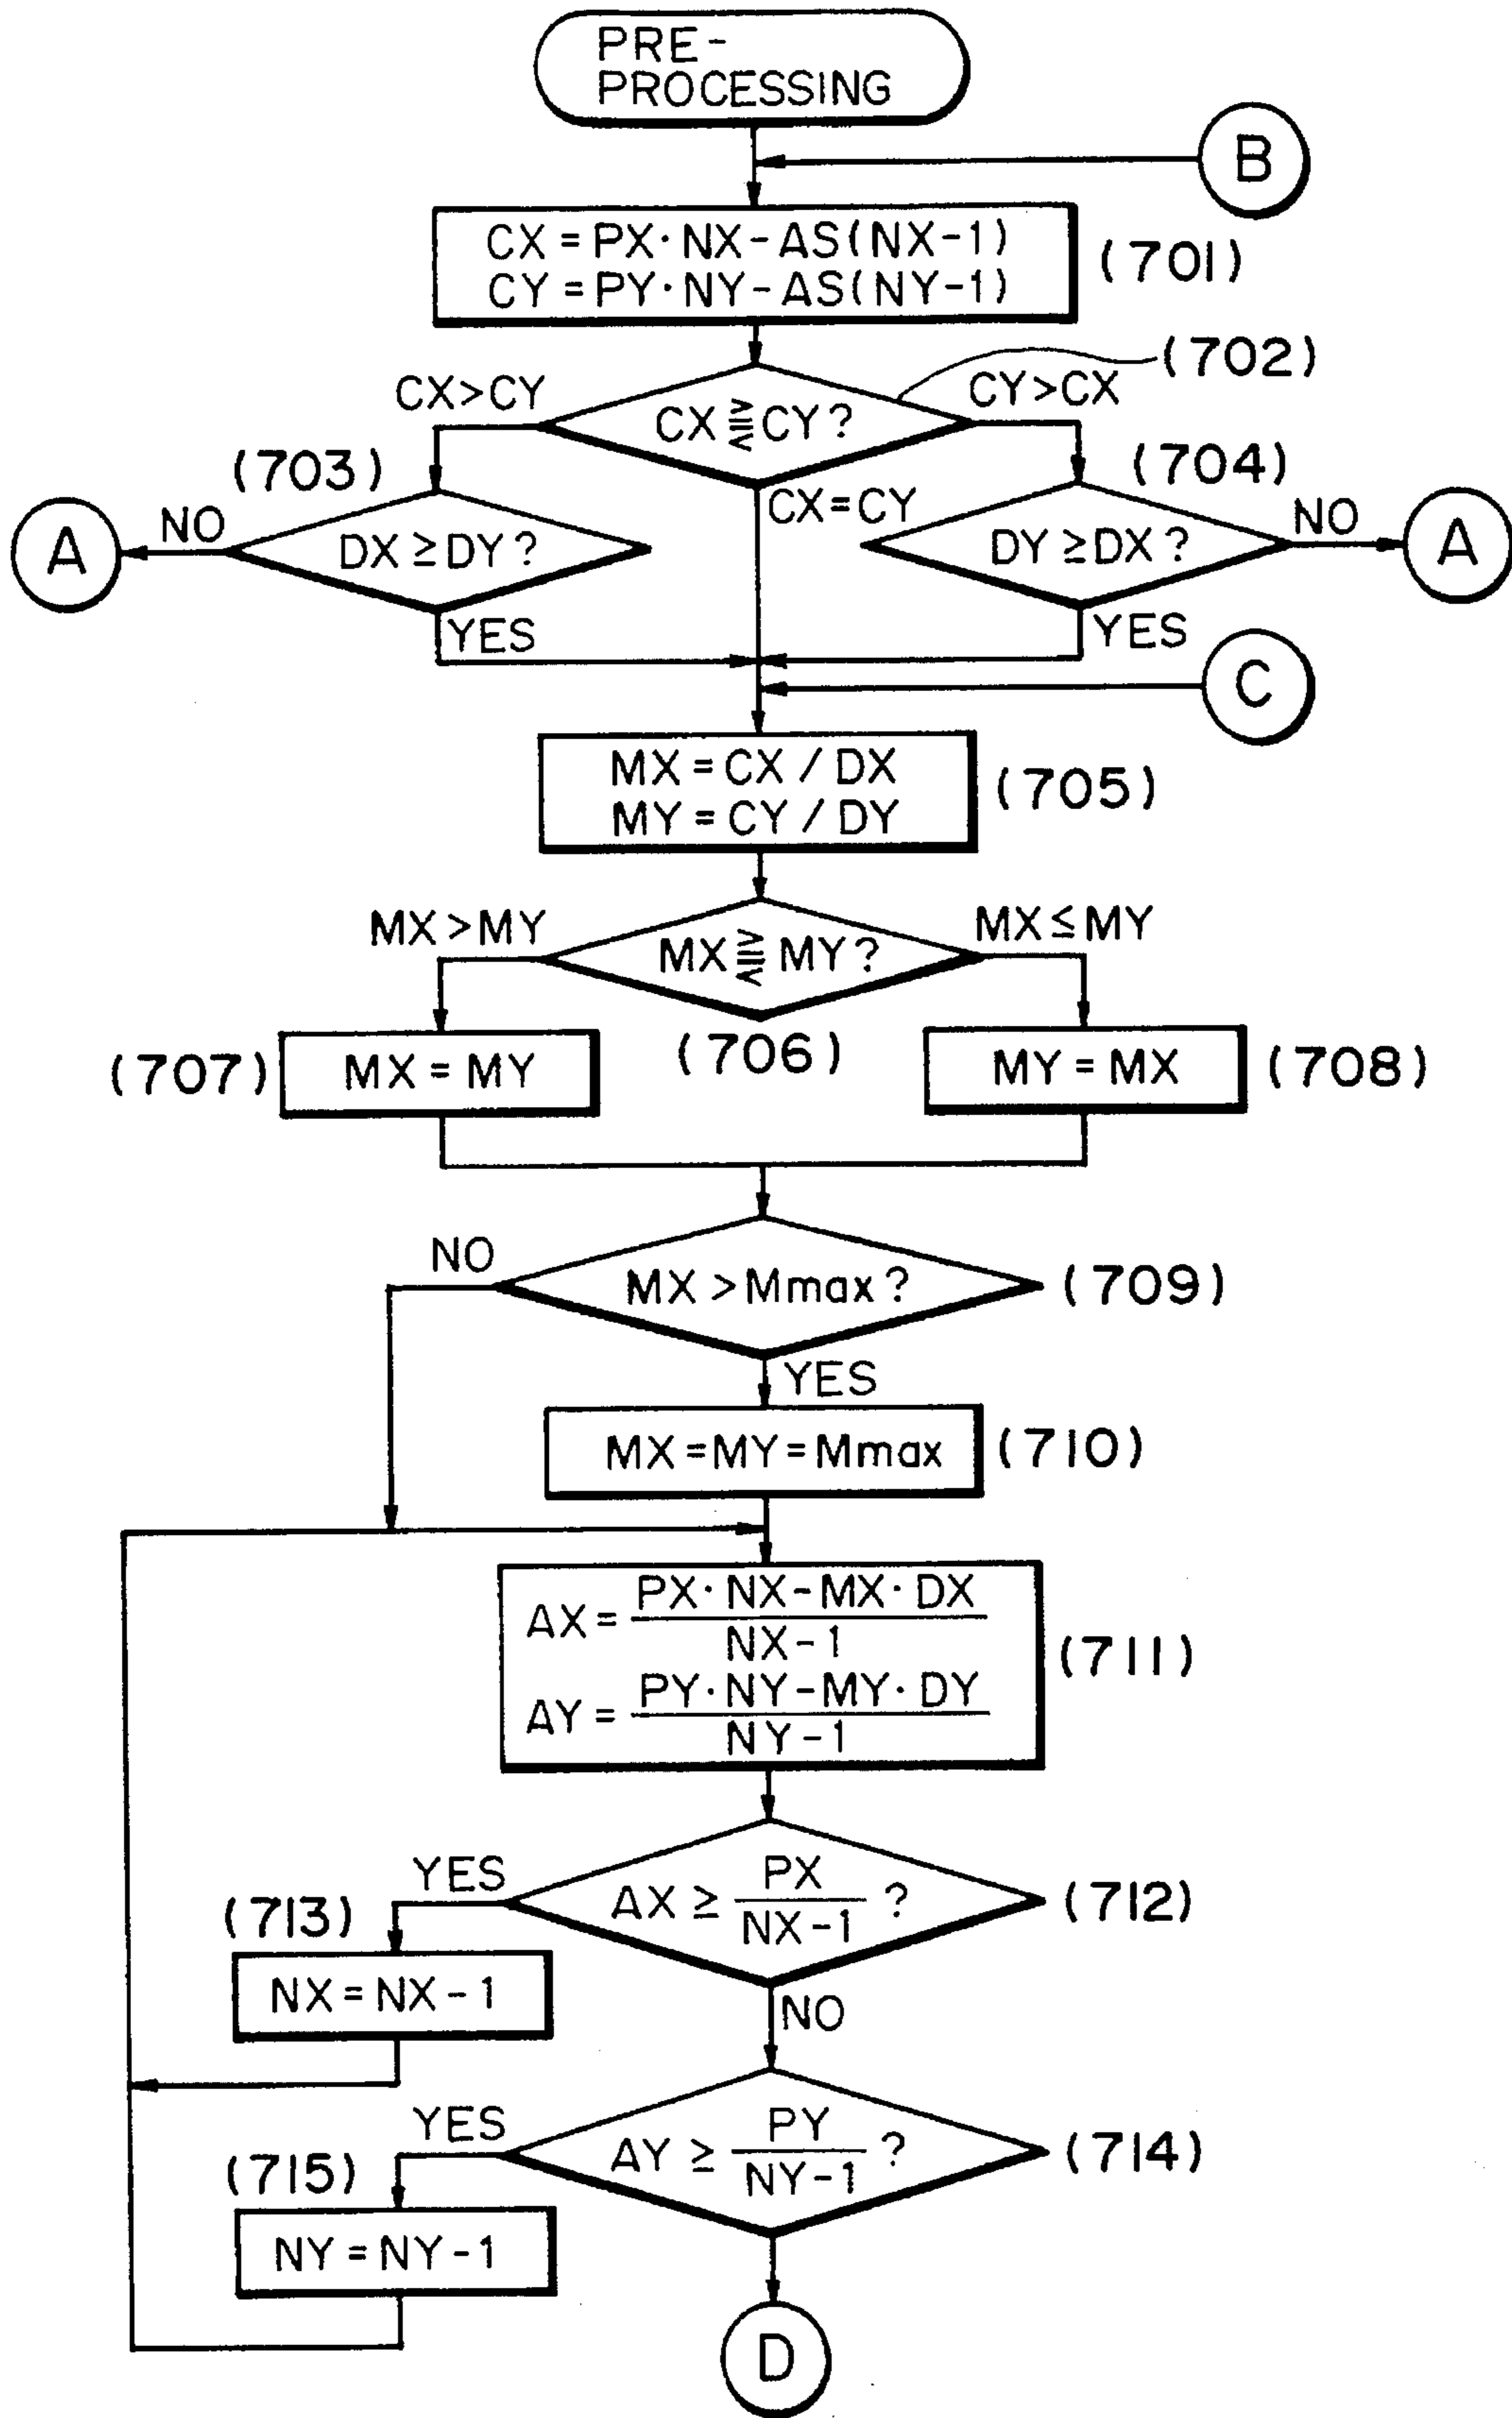 PRE-
PROCESSING
B
CX = PX · NX - AS(NX-1)
CY = PY · NY - AS(NY-1)
(701)
(702)
CX>CY
CX ⪌ CY ?
CY>CX
(703)
(704)
A
NO
DX ≥ DY ?
CX=CY
DY ≥ DX ?
NO
A
YES
YES
C
MX = CX / DX
MY = CY / DY
(705)
MX>MY
MX ⪌ MY ?
MX≤MY
(707)
MX = MY
(706)
MY = MX
(708)
NO
MX > Mmax ?
(709)
YES
MX = MY = Mmax
(710)
AX = PX · NX - MX · DX / NX - 1
AY = PY · NY - MY · DY / NY - 1
(711)
YES
AX ≥ PX / NX-1 ?
(712)
(713)
NX = NX - 1
NO
YES
AY ≥ PY / NY-1 ?
(714)
(715)
NY = NY - 1
D